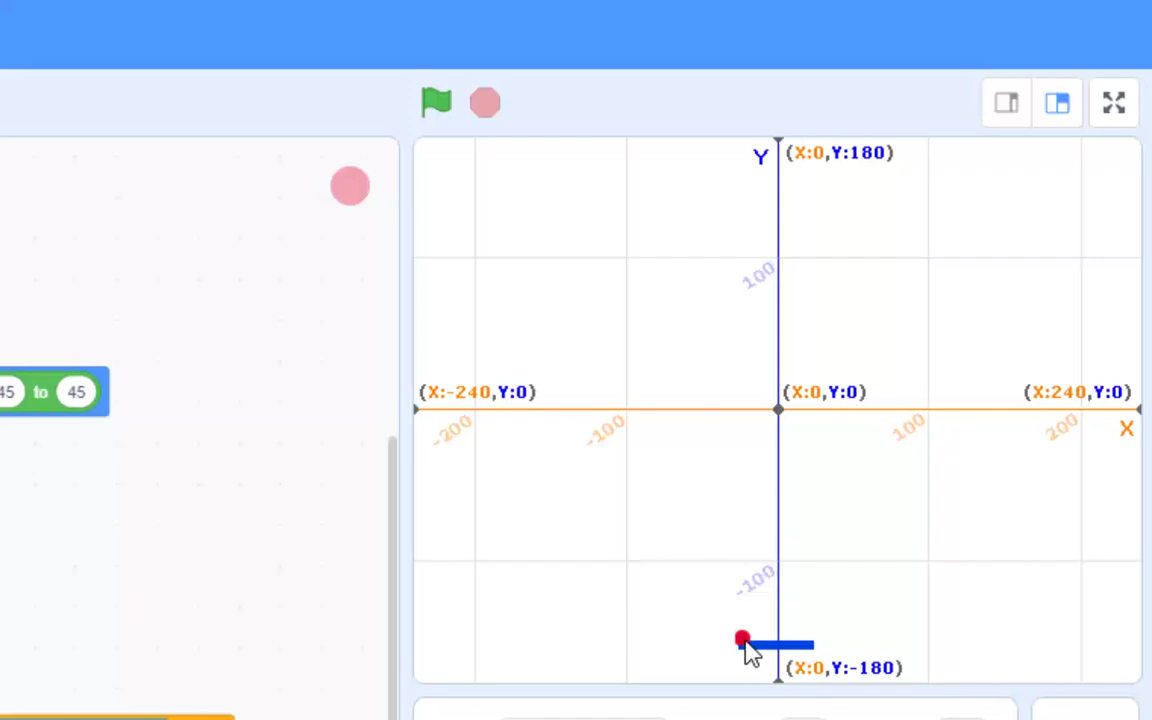 Y (X:0,Y:180)
100
45 to 45
(X:-240,Y:0) (X:0,Y:0) (X:240,Y:0)
-200 -100 100 200 X
-100
(X:0,Y:-180)